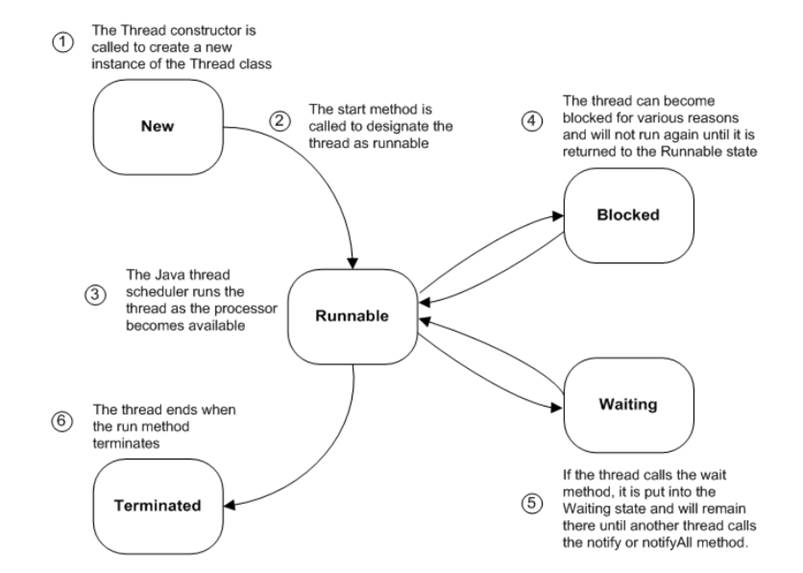 1
The Thread constructor is
called to create a new
instance of the Thread class
New
2
The start method is
called to designate the
thread as runnable
4
The thread can become
blocked for various reasons
and will not run again until it is
returned to the Runnable state
Blocked
3
The Java thread
scheduler runs the
thread as the processor
becomes available
Runnable
Waiting
6
The thread ends when
the run method
terminates
Terminated
5
If the thread calls the wait
method, it is put into the
Waiting state and will remain
there until another thread calls
the notify or notifyAll method.